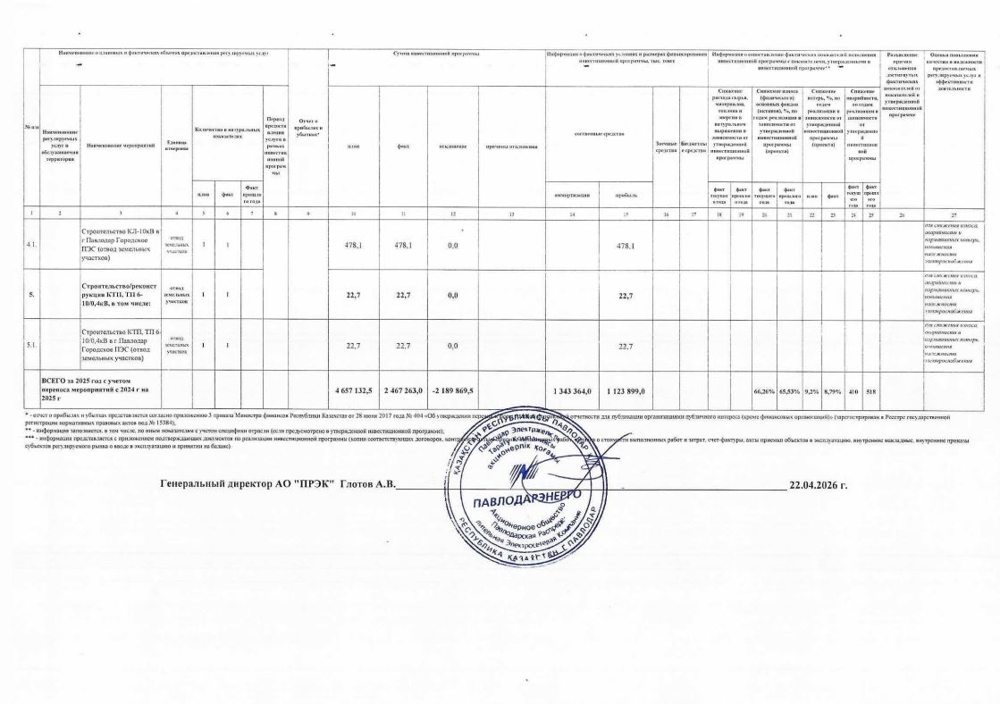 Наименование о плановых и фактических объемах предоставления регулируемых услуг
Сумма инвестиционной программы
Информация о фактических условиях и размерах финансирования инвестиционной программы, тыс. тенге
Информация о сопоставлении фактических показателей исполнения инвестиционной программы с показателями, утвержденными в инвестиционной программе**
Разъяснение причин отклонения достигнутых фактических показателей от показателей в утвержденной инвестиционной программе
Оценка повышения качества и надежности предоставляемых регулируемых услуг и эффективности деятельности
№ п/п
Наименование регулируемых услуг и обслуживаемая территория
Наименование мероприятий
Единица измерения
Количество в натуральных показателях
Период предоставления услуги в рамках инвестиционной программы
Отчет о прибылях и убытках*
план
факт
отклонение
причины отклонения
собственные средства
Заемные средства
Бюджетные средства
Снижение расхода сырья, материалов, топлива и энергии в натуральном выражении в зависимости от утвержденной инвестиционной программы
Снижение износа (физического) основных фондов (активов), %, по годам реализации в зависимости от утвержденной инвестиционной программы (проекта)
Снижение потерь, %, по годам реализации в зависимости от утвержденной инвестиционной программы (проекта)
Снижение аварийности, по годам реализации в зависимости от утвержденной инвестиционной программы
план
факт
Факт прошлого года
амортизация
прибыль
факт текущего года
факт прошлого года
факт текущего года
факт прошлого года
план
факт
факт текущего года
факт прошлого года
1 2 3 4 5 6 7 8 9 10 11 12 13 14 15 16 17 18 19 20 21 22 23 24 25 26 27
4.1. Строительство КЛ-10кВ в г Павлодар Городское ПЭС (отвод земельных участков) отвод земельных участков 1 1 478,1 478,1 0,0 478,1 для снижения износа, аварийности и нормативных потерь, повышения надежности электроснабжения
5. Строительство/реконструкция КТП, ТП 6-10/0,4кВ, в том числе: отвод земельных участков 1 1 22,7 22,7 0,0 22,7 для снижения износа, аварийности и нормативных потерь, повышения надежности электроснабжения
5.1. Строительство КТП, ТП 6-10/0,4кВ в г Павлодар Городское ПЭС (отвод земельных участков) отвод земельных участков 1 1 22,7 22,7 0,0 22,7 для снижения износа, аварийности и нормативных потерь, повышения надежности электроснабжения
ВСЕГО за 2025 год с учетом переноса мероприятий с 2024 г на 2025 г 4 657 132,5 2 467 263,0 -2 189 869,5 1 343 364,0 1 123 899,0 66,26% 65,53% 9,2% 8,79% 410 518
* - отчет о прибылях и убытках представляется согласно приложению 3 приказа Министра финансов Республики Казахстан от 28 июня 2017 года № 404 «Об утверждении отчетности для публикации организациями публичного интереса (кроме финансовых организаций)» (зарегистрирован в Реестре государственной
регистрации нормативных правовых актов под № 15384);
** - информация заполняется, в том числе, по иным показателям с учетом специфики отрасли (если предусмотрено в утвержденной инвестиционной программе);
*** - информация представляется с приложением подтверждающих документов по реализации инвестиционной программы (копии соответствующих договоров, работ, о стоимости выполненных работ и затрат, счет-фактуры, акты приемки объектов в эксплуатацию, внутренние накладные, внутренние приказы
субъектов регулируемого рынка о вводе в эксплуатацию и принятии на баланс)
Генеральный директор АО "ПРЭК" Глотов А.В. 22.04.2026 г.
ҚАЗАҚСТАН РЕСПУБЛИКАСЫ ПАВЛОДАР
Павлодар
акционерлік қоғамы
ПАВЛОДАРЭНЕРГО
Акционерное общество
Павлодарская Распределительная Электросетевая Компания
РЕСПУБЛИКА КАЗАХСТАН Г ПАВЛОДАР